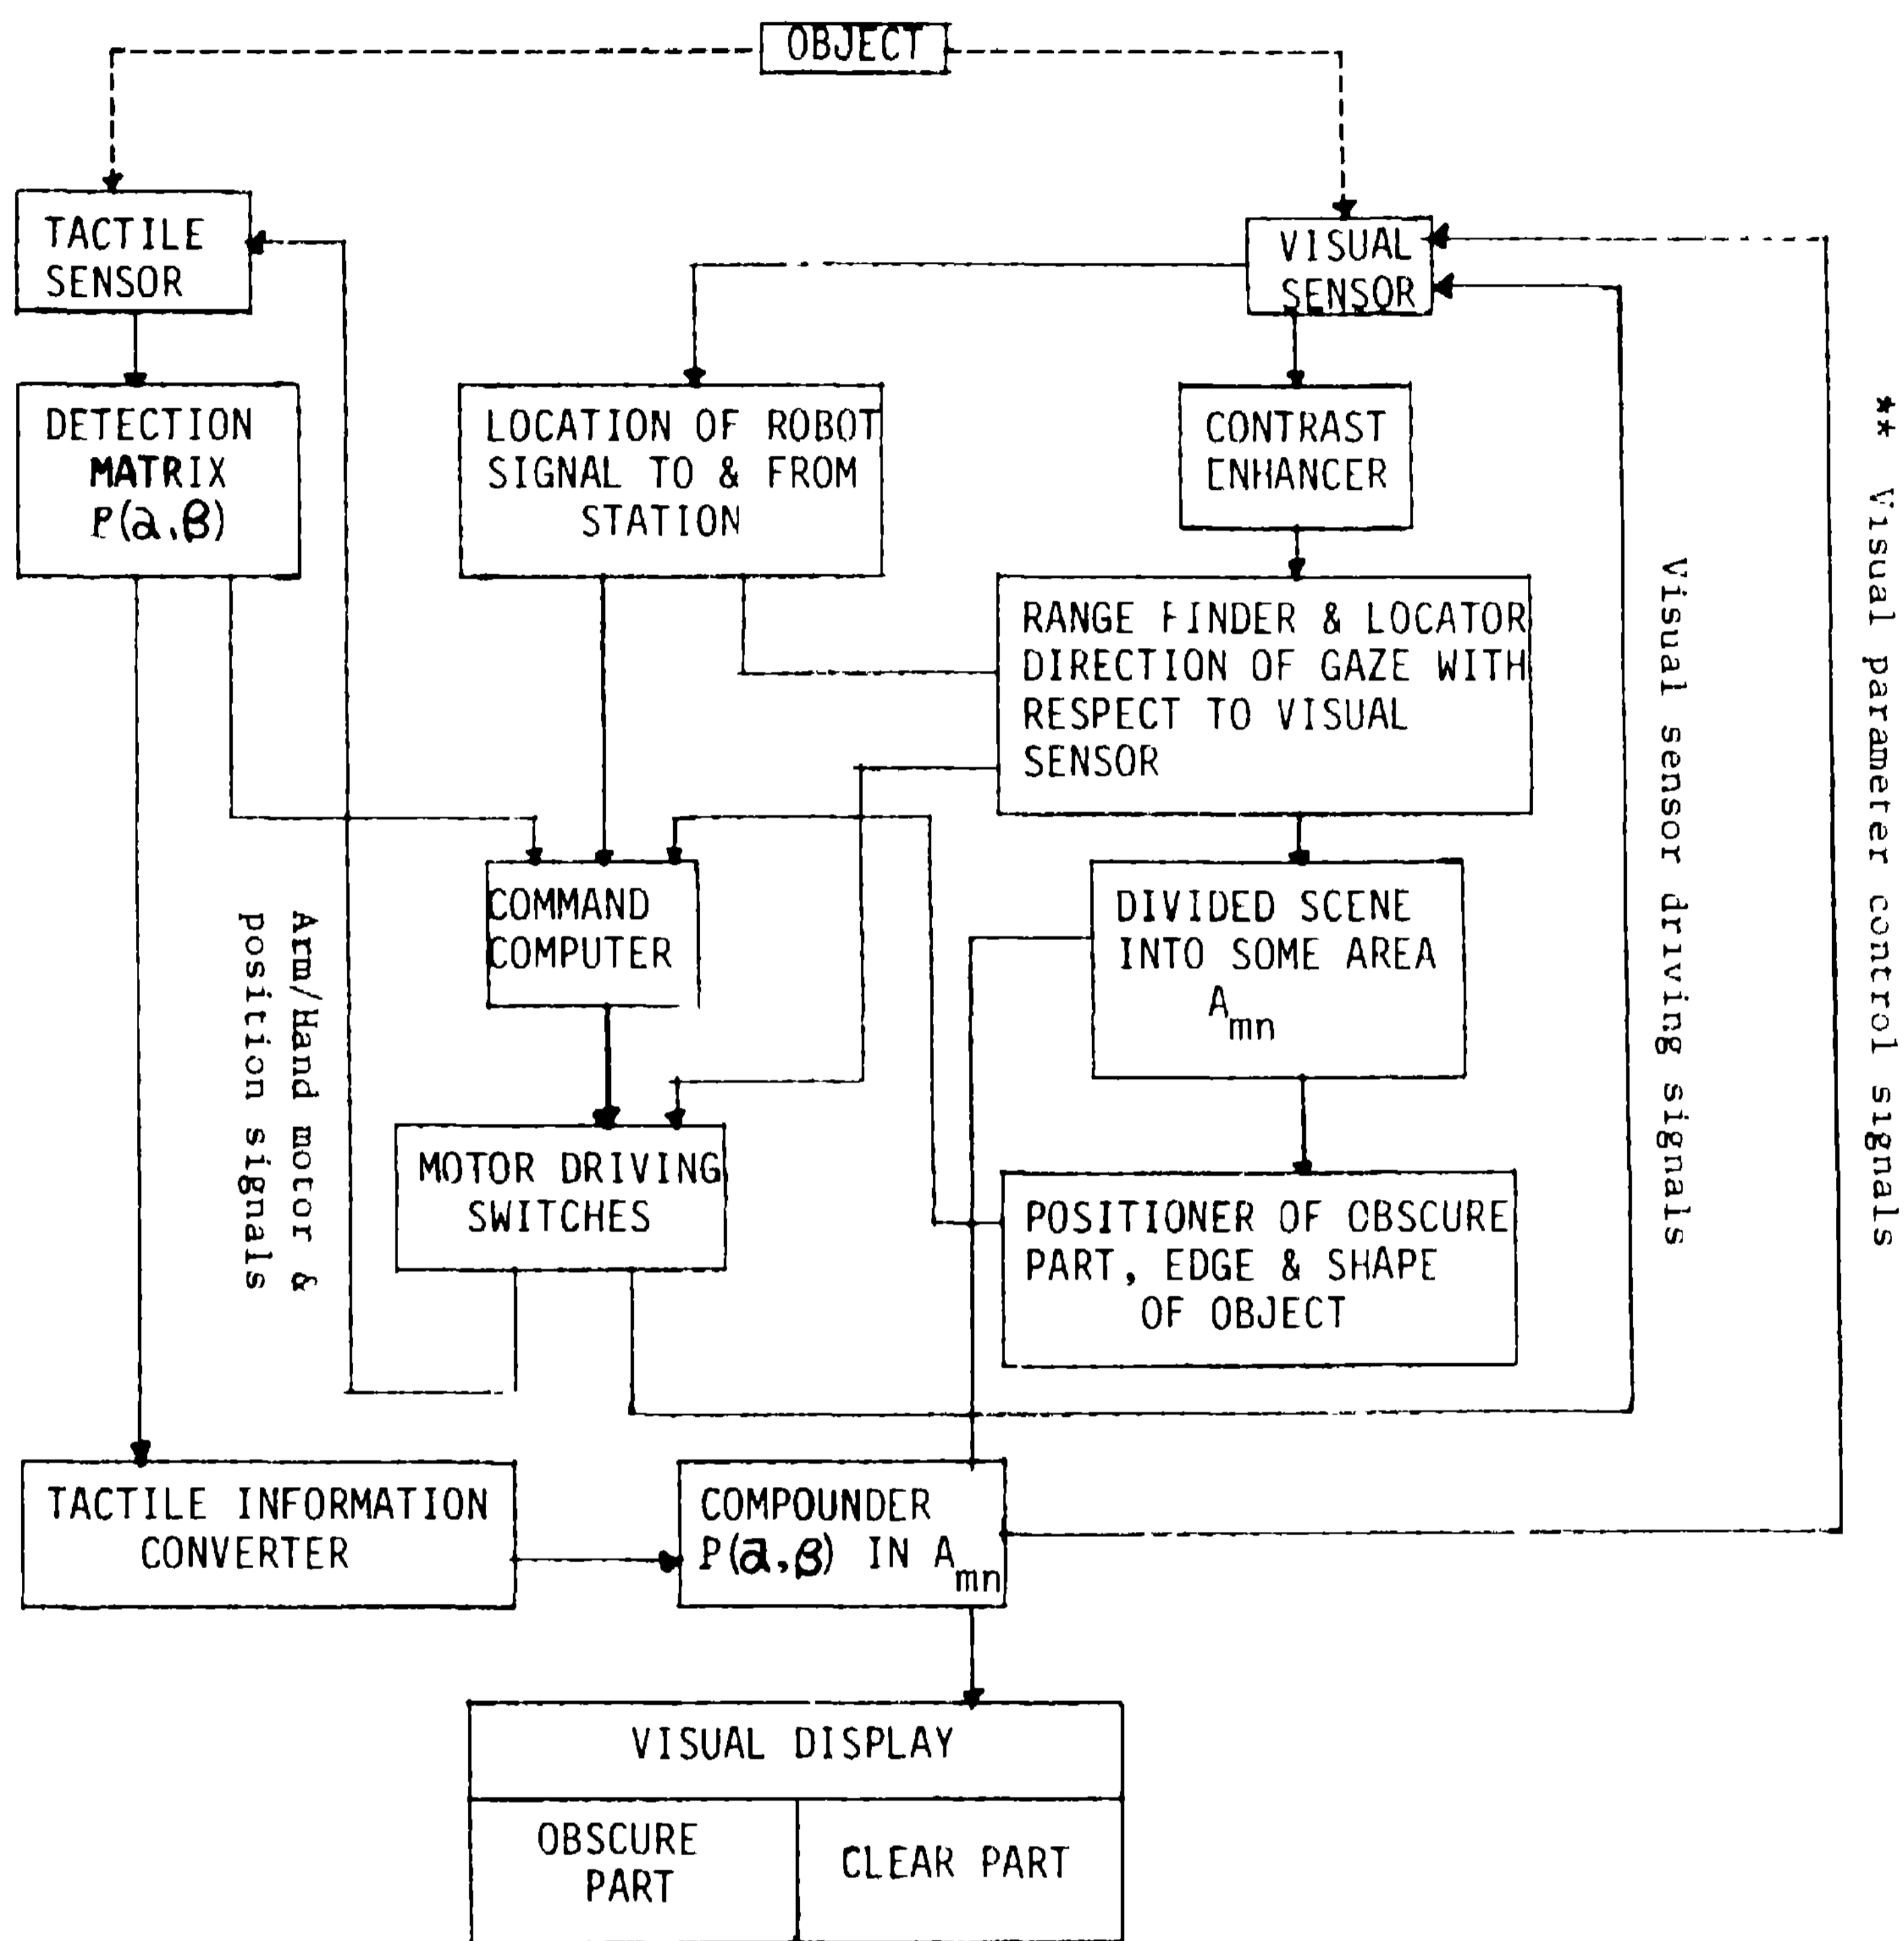 OBJECT
TACTILE
SENSOR
VISUAL
SENSOR
DETECTION
MATRIX
P(a,β)
LOCATION OF ROBOT
SIGNAL TO & FROM
STATION
CONTRAST
ENHANCER
RANGE FINDER & LOCATOR
DIRECTION OF GAZE WITH
RESPECT TO VISUAL
SENSOR
COMMAND
COMPUTER
DIVIDED SCENE
INTO SOME AREA
Amn
MOTOR DRIVING
SWITCHES
POSITIONER OF OBSCURE
PART, EDGE & SHAPE
OF OBJECT
Arm/Hand motor &
position signals
Visual sensor driving signals
** Visual parameter control signals
TACTILE INFORMATION
CONVERTER
COMPOUNDER
P(a,β) IN Amn
VISUAL DISPLAY
OBSCURE
PART
CLEAR PART